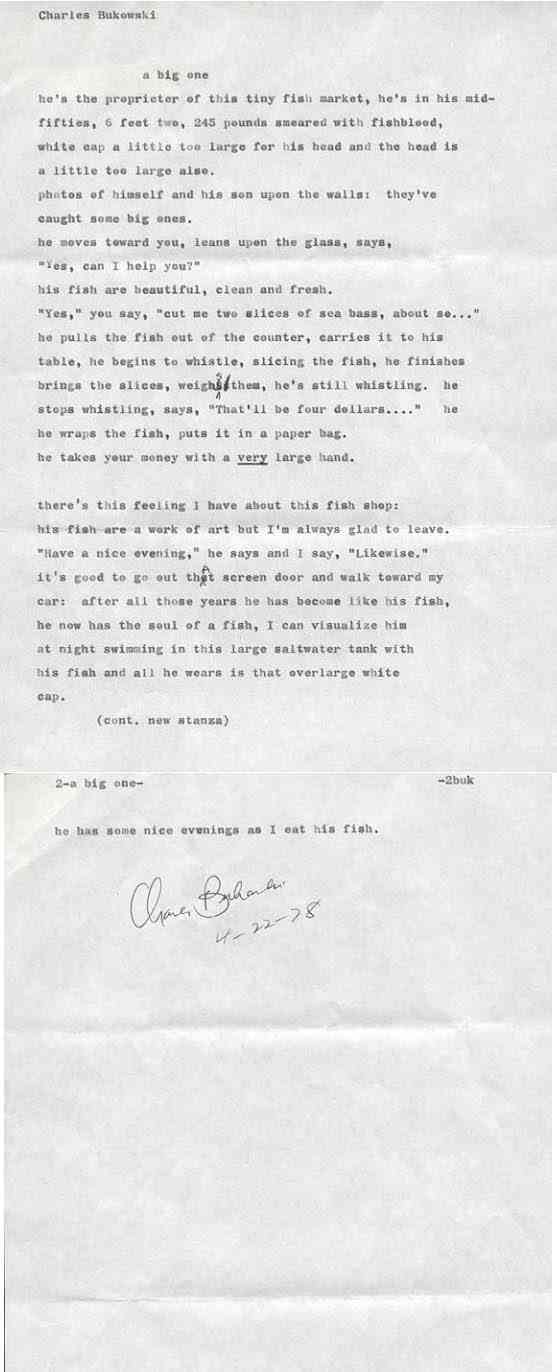 Charles Bukowski
a big one
he's the proprietor of this tiny fish market, he's in his mid-
fifties, 6 feet two, 245 pounds smeared with fishblood,
white cap a little too large for his head and the head is
a little too large also.
photos of himself and his son upon the walls: they've
caught some big ones.
he moves toward you, leans upon the glass, says,
"Yes, can I help you?"
his fish are beautiful, clean and fresh.
"Yes," you say, "cut me two slices of sea bass, about so..."
he pulls the fish out of the counter, carries it to his
table, he begins to whistle, slicing the fish, he finishes
brings the slices, weighs them, he's still whistling. he
stops whistling, says, "That'll be four dollars...." he
he wraps the fish, puts it in a paper bag.
he takes your money with a very large hand.
there's this feeling I have about this fish shop:
his fish are a work of art but I'm always glad to leave.
"Have a nice evening," he says and I say, "Likewise."
it's good to go out that screen door and walk toward my
car: after all those years he has become like his fish,
he now has the soul of a fish, I can visualize him
at night swimming in this large saltwater tank with
his fish and all he wears is that overlarge white
cap.
(cont. new stanza)
2-a big one-
-2buk
he has some nice evenings as I eat his fish.
Charles Bukowski
4-22-78